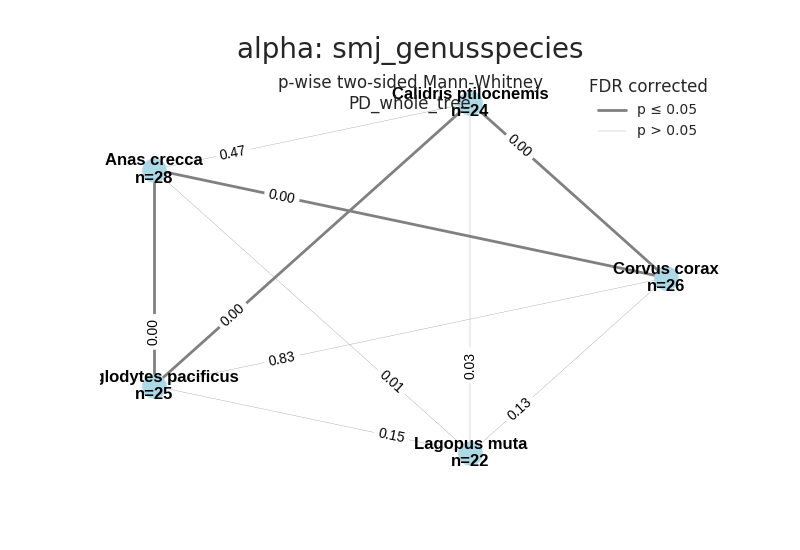 alpha: smj_genusspecies
p-wise two-sided Mann-Whitney
PD_whole_tree
FDR corrected
p ≤ 0.05
p > 0.05
Calidris ptilocnemis
n=24
0.00
0.47
Anas crecca
n=28
0.00
Corvus corax
n=26
0.00
0.00
0.83
0.03
glodytes pacificus
n=25
0.01
0.13
0.15
Lagopus muta
n=22